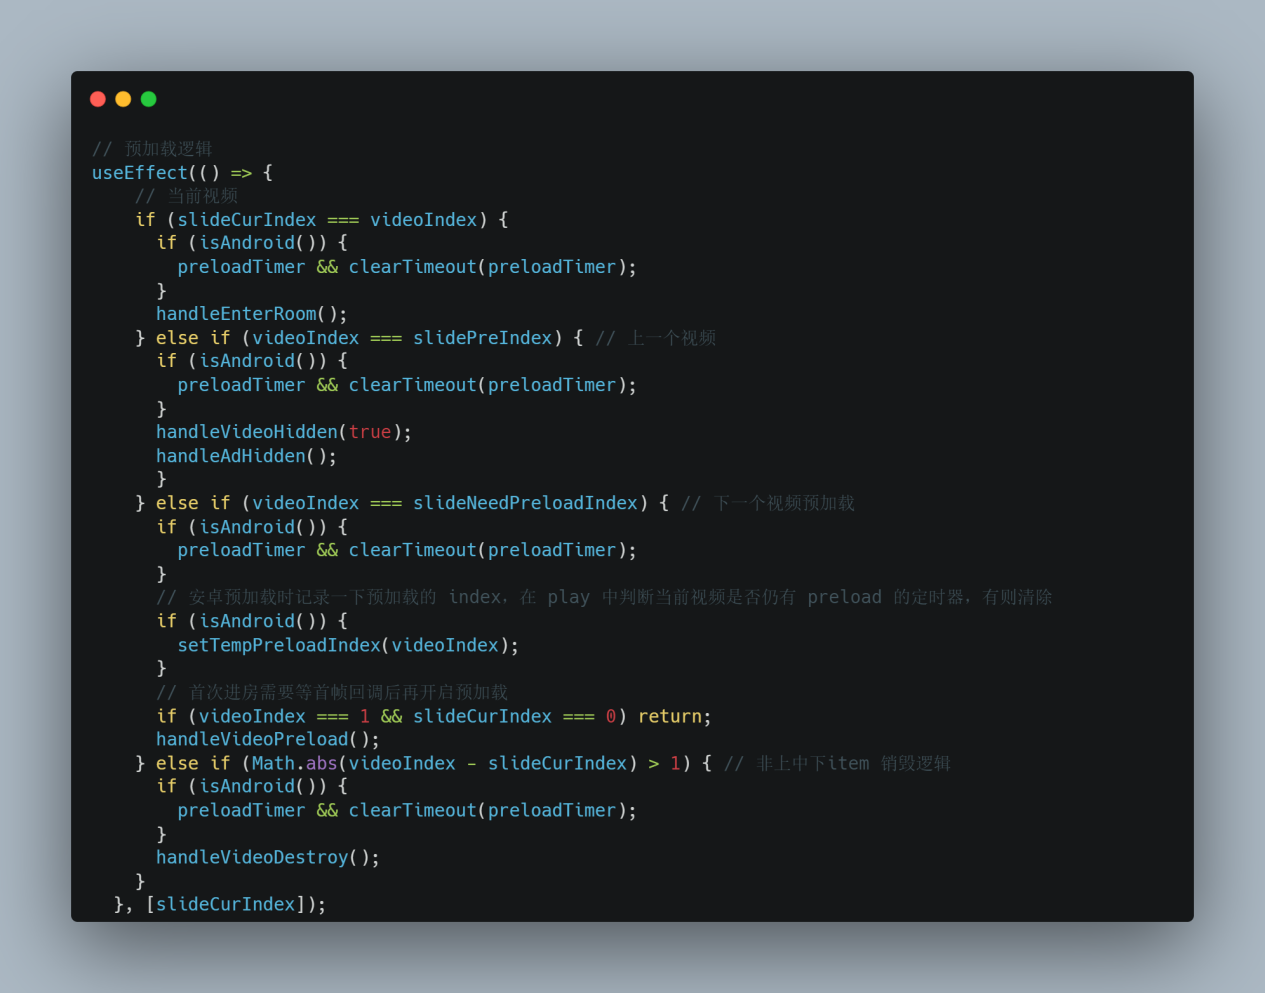 // 预加载逻辑
useEffect(() => {
    // 当前视频
    if (slideCurIndex === videoIndex) {
      if (isAndroid()) {
        preloadTimer && clearTimeout(preloadTimer);
      }
      handleEnterRoom();
    } else if (videoIndex === slidePreIndex) { // 上一个视频
      if (isAndroid()) {
        preloadTimer && clearTimeout(preloadTimer);
      }
      handleVideoHidden(true);
      handleAdHidden();
      }
    } else if (videoIndex === slideNeedPreloadIndex) { // 下一个视频预加载
      if (isAndroid()) {
        preloadTimer && clearTimeout(preloadTimer);
      }
      // 安卓预加载时记录一下预加载的 index，在 play 中判断当前视频是否仍有 preload 的定时器，有则清除
      if (isAndroid()) {
        setTempPreloadIndex(videoIndex);
      }
      // 首次进房需要等首帧回调后再开启预加载
      if (videoIndex === 1 && slideCurIndex === 0) return;
      handleVideoPreload();
    } else if (Math.abs(videoIndex - slideCurIndex) > 1) { // 非上中下item 销毁逻辑
      if (isAndroid()) {
        preloadTimer && clearTimeout(preloadTimer);
      }
      handleVideoDestroy();
    }
  }, [slideCurIndex]);